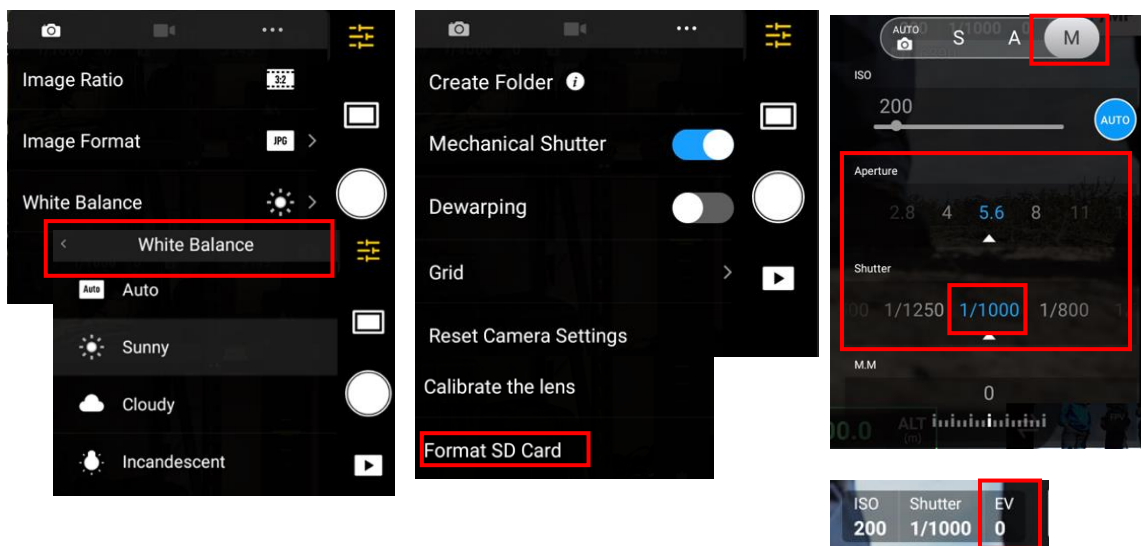 Image Ratio 3:2
Image Format JPG >
White Balance >
< White Balance
Auto Auto
Sunny
Cloudy
Incandescent
Create Folder i
Mechanical Shutter
Dewarping
Grid >
Reset Camera Settings
Calibrate the lens
Format SD Card
AUTO S A M
ISO
200
AUTO
Aperture
2.8 4 5.6 8 11
Shutter
1/1250 1/1000 1/800
M.M
0
ALT
(m)
ISO Shutter EV
200 1/1000 0